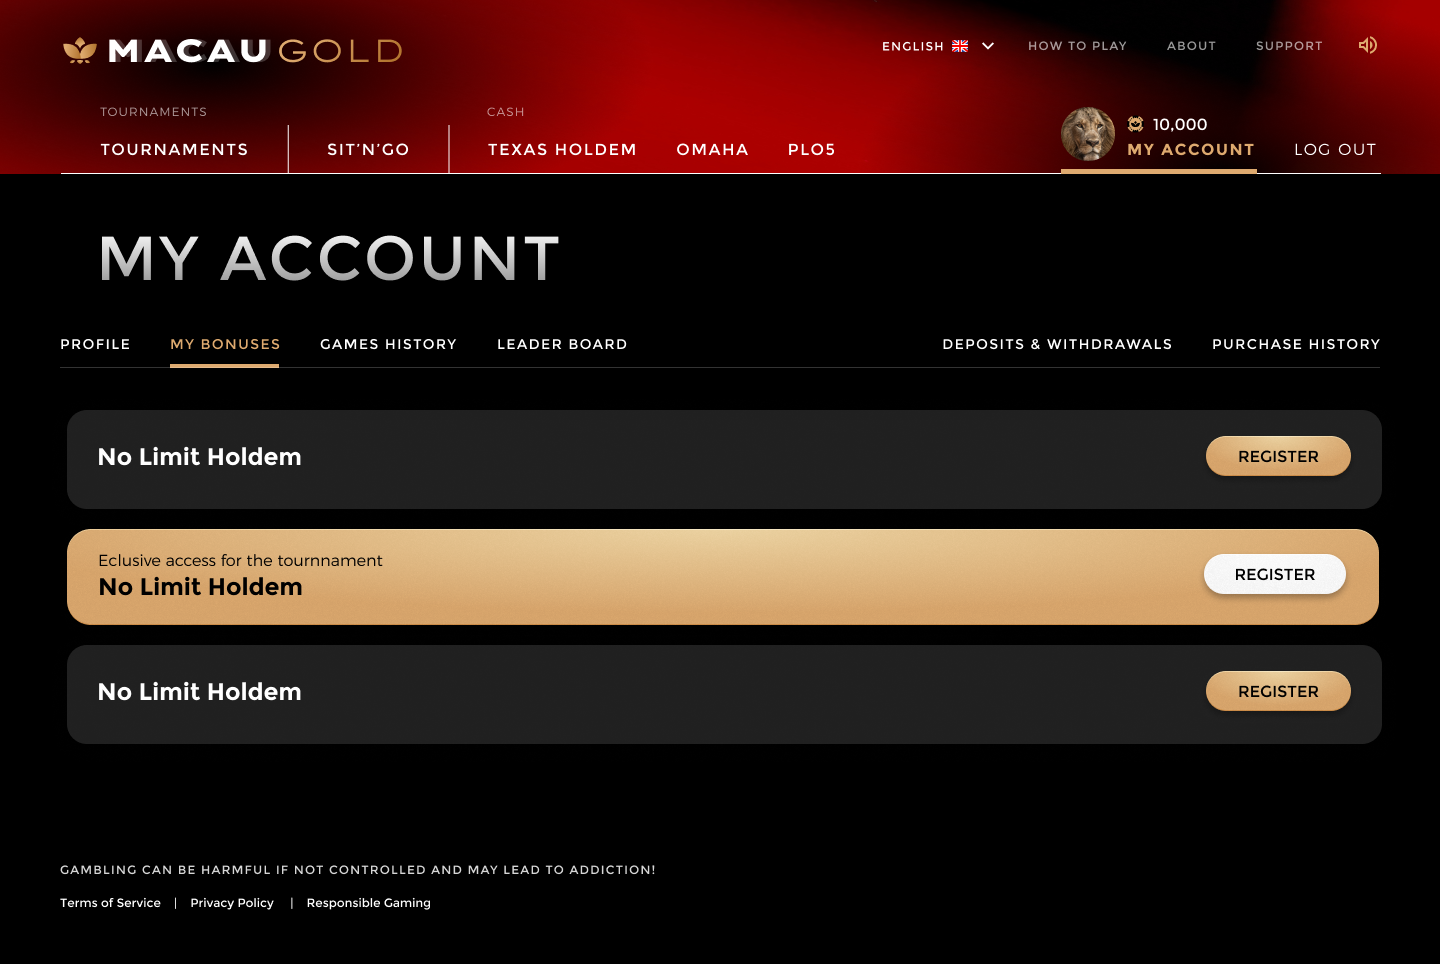 MACAU GOLD
ENGLISH
HOW TO PLAY
ABOUT
SUPPORT
TOURNAMENTS
CASH
TOURNAMENTS
SIT'N'GO
TEXAS HOLDEM
OMAHA
PLO5
10,000
MY ACCOUNT
LOG OUT
MY ACCOUNT
PROFILE
MY BONUSES
GAMES HISTORY
LEADER BOARD
DEPOSITS & WITHDRAWALS
PURCHASE HISTORY
No Limit Holdem
REGISTER
Eclusive access for the tournnament
No Limit Holdem
REGISTER
No Limit Holdem
REGISTER
GAMBLING CAN BE HARMFUL IF NOT CONTROLLED AND MAY LEAD TO ADDICTION!
Terms of Service | Privacy Policy | Responsible Gaming